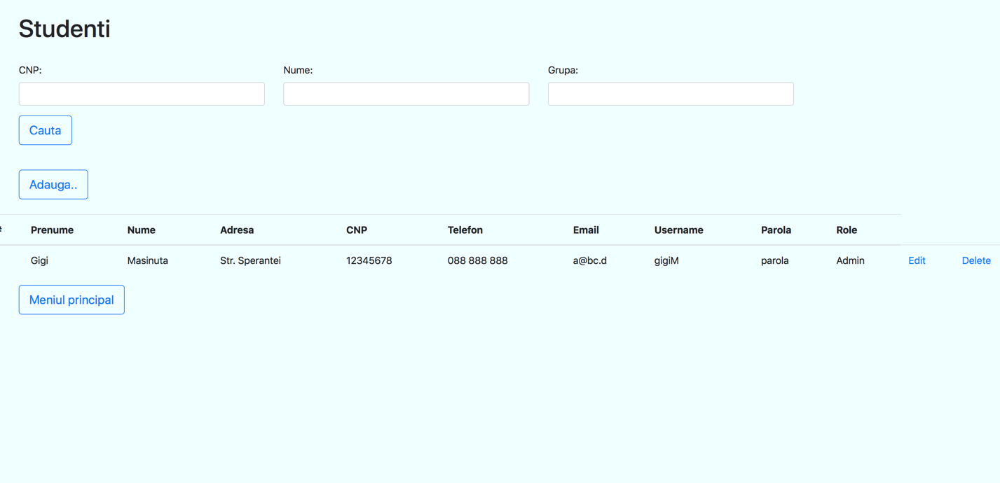 Studenti
CNP: Nume: Grupa:
Cauta
Adauga..
Prenume Nume Adresa CNP Telefon Email Username Parola Role
Gigi Masinuta Str. Sperantei 12345678 088 888 888 a@bc.d gigiM parola Admin Edit Delete
Meniul principal